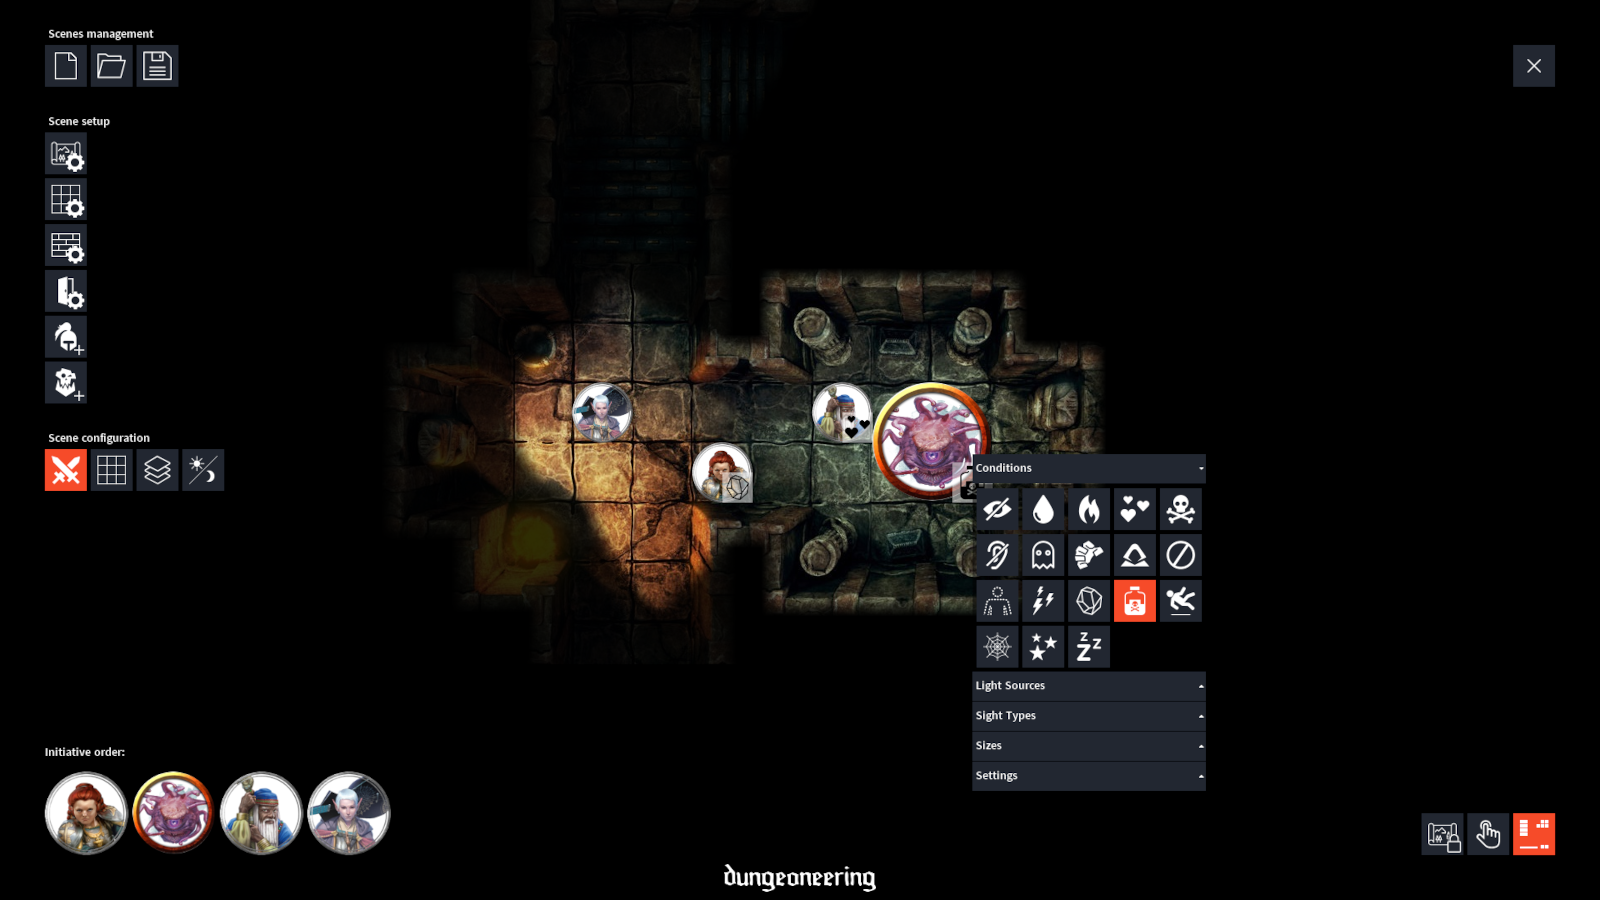 Scenes management
Scene setup
Scene configuration
Conditions
Z Z Z
Light Sources
Sight Types
Sizes
Settings
Initiative order:
dungeoneering